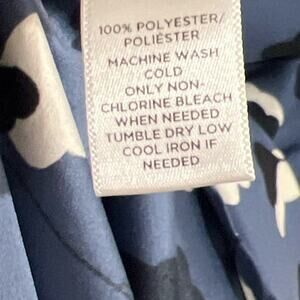 100% POLYESTER/
POLIÉSTER
MACHINE WASH
COLD
ONLY NON-
CHLORINE BLEACH
WHEN NEEDED
TUMBLE DRY LOW
COOL IRON IF
NEEDED